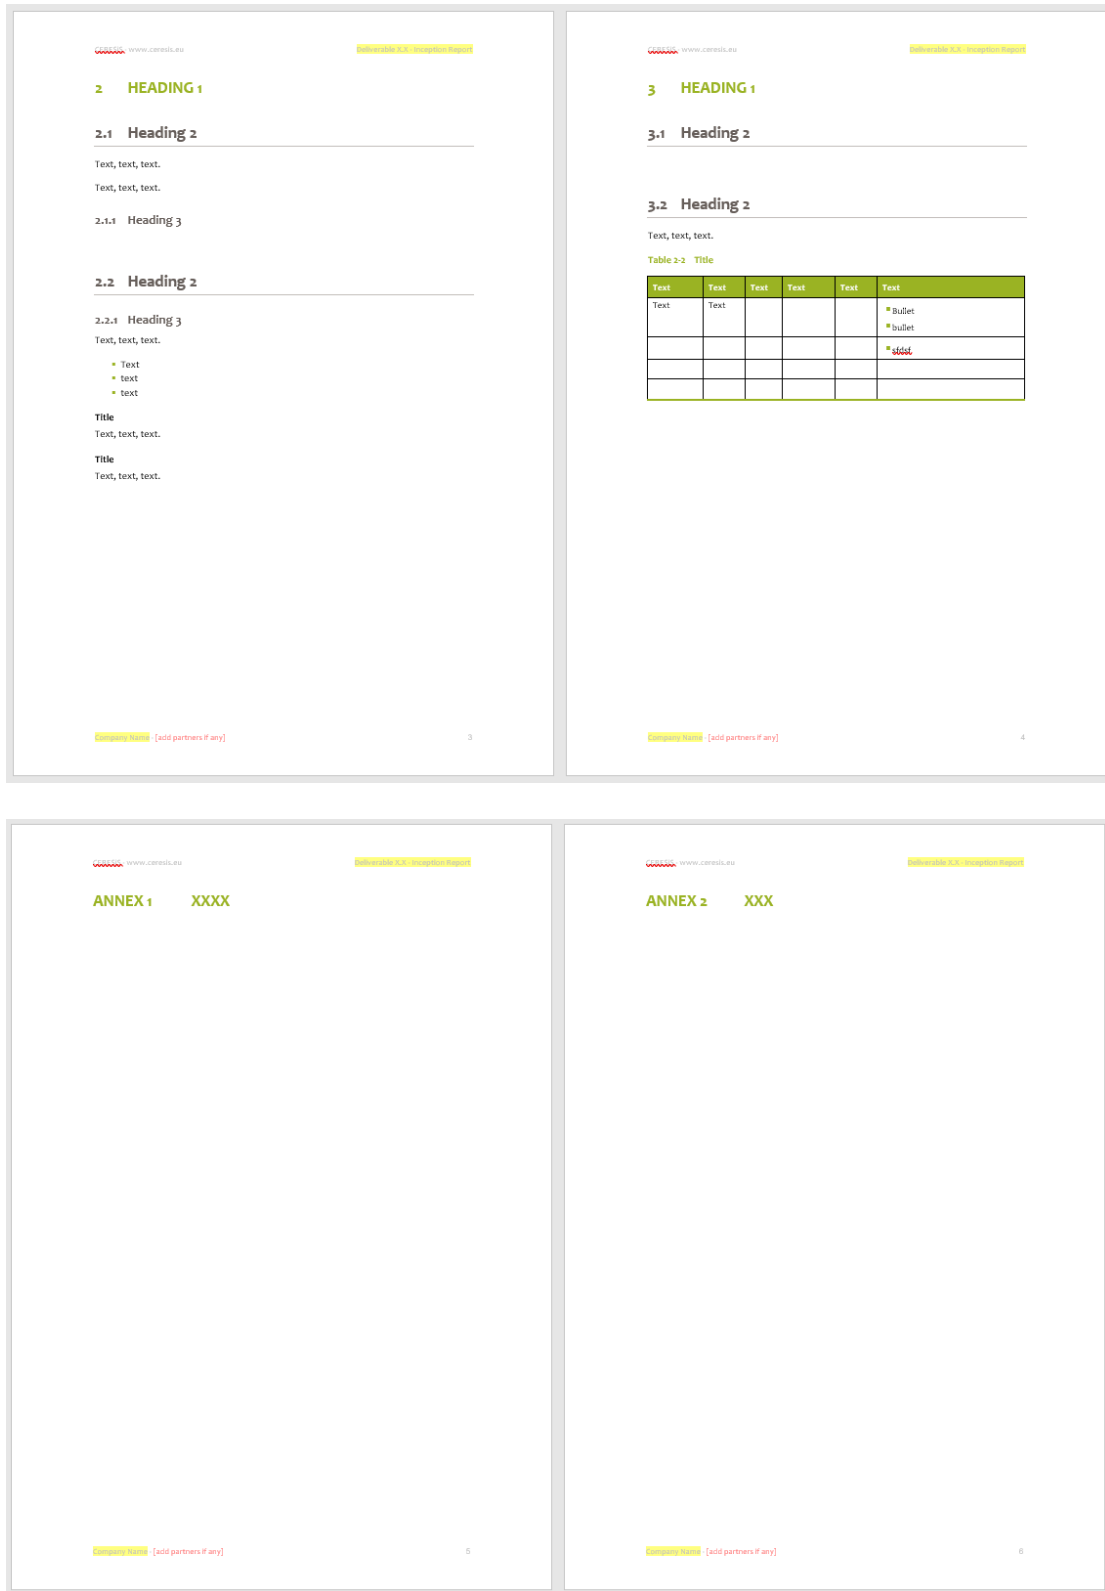 CERESIS - www.ceresis.eu Deliverable X.X - Inception Report
2 HEADING 1
2.1 Heading 2
Text, text, text.
Text, text, text.
2.1.1 Heading 3
2.2 Heading 2
2.2.1 Heading 3
Text, text, text.
▪ Text
▪ text
▪ text
Title
Text, text, text.
Title
Text, text, text.
Company Name - [add partners if any] 3
CERESIS - www.ceresis.eu Deliverable X.X - Inception Report
3 HEADING 1
3.1 Heading 2
3.2 Heading 2
Text, text, text.
Table 2-2 Title
Text Text Text Text Text Text
Text Text ▪ Bullet
▪ bullet
▪ sfdsf
Company Name - [add partners if any] 4
CERESIS - www.ceresis.eu Deliverable X.X - Inception Report
ANNEX 1 XXXX
Company Name - [add partners if any] 5
CERESIS - www.ceresis.eu Deliverable X.X - Inception Report
ANNEX 2 XXX
Company Name - [add partners if any] 6